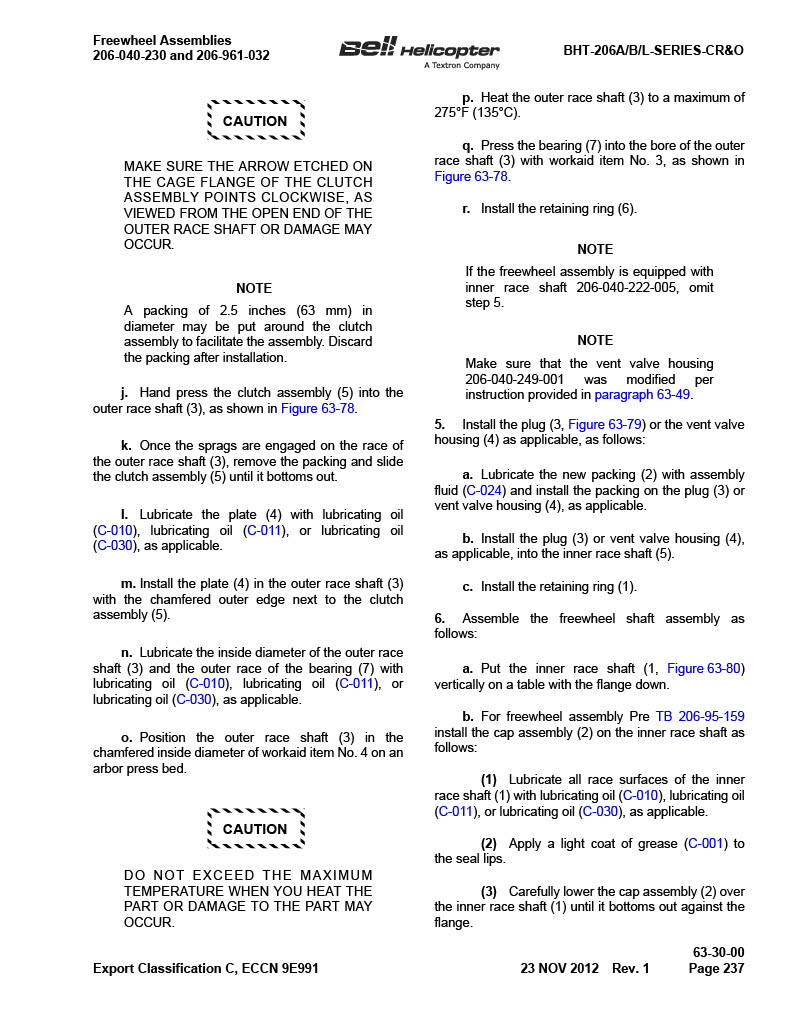 Freewheel Assemblies
206-040-230 and 206-961-032
Bell Helicopter
A Textron Company
BHT-206A/B/L-SERIES-CR&O
CAUTION
MAKE SURE THE ARROW ETCHED ON
THE CAGE FLANGE OF THE CLUTCH
ASSEMBLY POINTS CLOCKWISE, AS
VIEWED FROM THE OPEN END OF THE
OUTER RACE SHAFT OR DAMAGE MAY
OCCUR.
NOTE
A packing of 2.5 inches (63 mm) in
diameter may be put around the clutch
assembly to facilitate the assembly. Discard
the packing after installation.
j. Hand press the clutch assembly (5) into the
outer race shaft (3), as shown in Figure 63-78.
k. Once the sprags are engaged on the race of
the outer race shaft (3), remove the packing and slide
the clutch assembly (5) until it bottoms out.
l. Lubricate the plate (4) with lubricating oil
(C-010), lubricating oil (C-011), or lubricating oil
(C-030), as applicable.
m. Install the plate (4) in the outer race shaft (3)
with the chamfered outer edge next to the clutch
assembly (5).
n. Lubricate the inside diameter of the outer race
shaft (3) and the outer race of the bearing (7) with
lubricating oil (C-010), lubricating oil (C-011), or
lubricating oil (C-030), as applicable.
o. Position the outer race shaft (3) in the
chamfered inside diameter of workaid item No. 4 on an
arbor press bed.
CAUTION
DO NOT EXCEED THE MAXIMUM
TEMPERATURE WHEN YOU HEAT THE
PART OR DAMAGE TO THE PART MAY
OCCUR.
p. Heat the outer race shaft (3) to a maximum of
275°F (135°C).
q. Press the bearing (7) into the bore of the outer
race shaft (3) with workaid item No. 3, as shown in
Figure 63-78.
r. Install the retaining ring (6).
NOTE
If the freewheel assembly is equipped with
inner race shaft 206-040-222-005, omit
step 5.
NOTE
Make sure that the vent valve housing
206-040-249-001 was modified per
instruction provided in paragraph 63-49.
5. Install the plug (3, Figure 63-79) or the vent valve
housing (4) as applicable, as follows:
a. Lubricate the new packing (2) with assembly
fluid (C-024) and install the packing on the plug (3) or
vent valve housing (4), as applicable.
b. Install the plug (3) or vent valve housing (4),
as applicable, into the inner race shaft (5).
c. Install the retaining ring (1).
6. Assemble the freewheel shaft assembly as
follows:
a. Put the inner race shaft (1, Figure 63-80)
vertically on a table with the flange down.
b. For freewheel assembly Pre TB 206-95-159
install the cap assembly (2) on the inner race shaft as
follows:
(1) Lubricate all race surfaces of the inner
race shaft (1) with lubricating oil (C-010), lubricating oil
(C-011), or lubricating oil (C-030), as applicable.
(2) Apply a light coat of grease (C-001) to
the seal lips.
(3) Carefully lower the cap assembly (2) over
the inner race shaft (1) until it bottoms out against the
flange.
63-30-00
Export Classification C, ECCN 9E991
23 NOV 2012 Rev. 1 Page 237